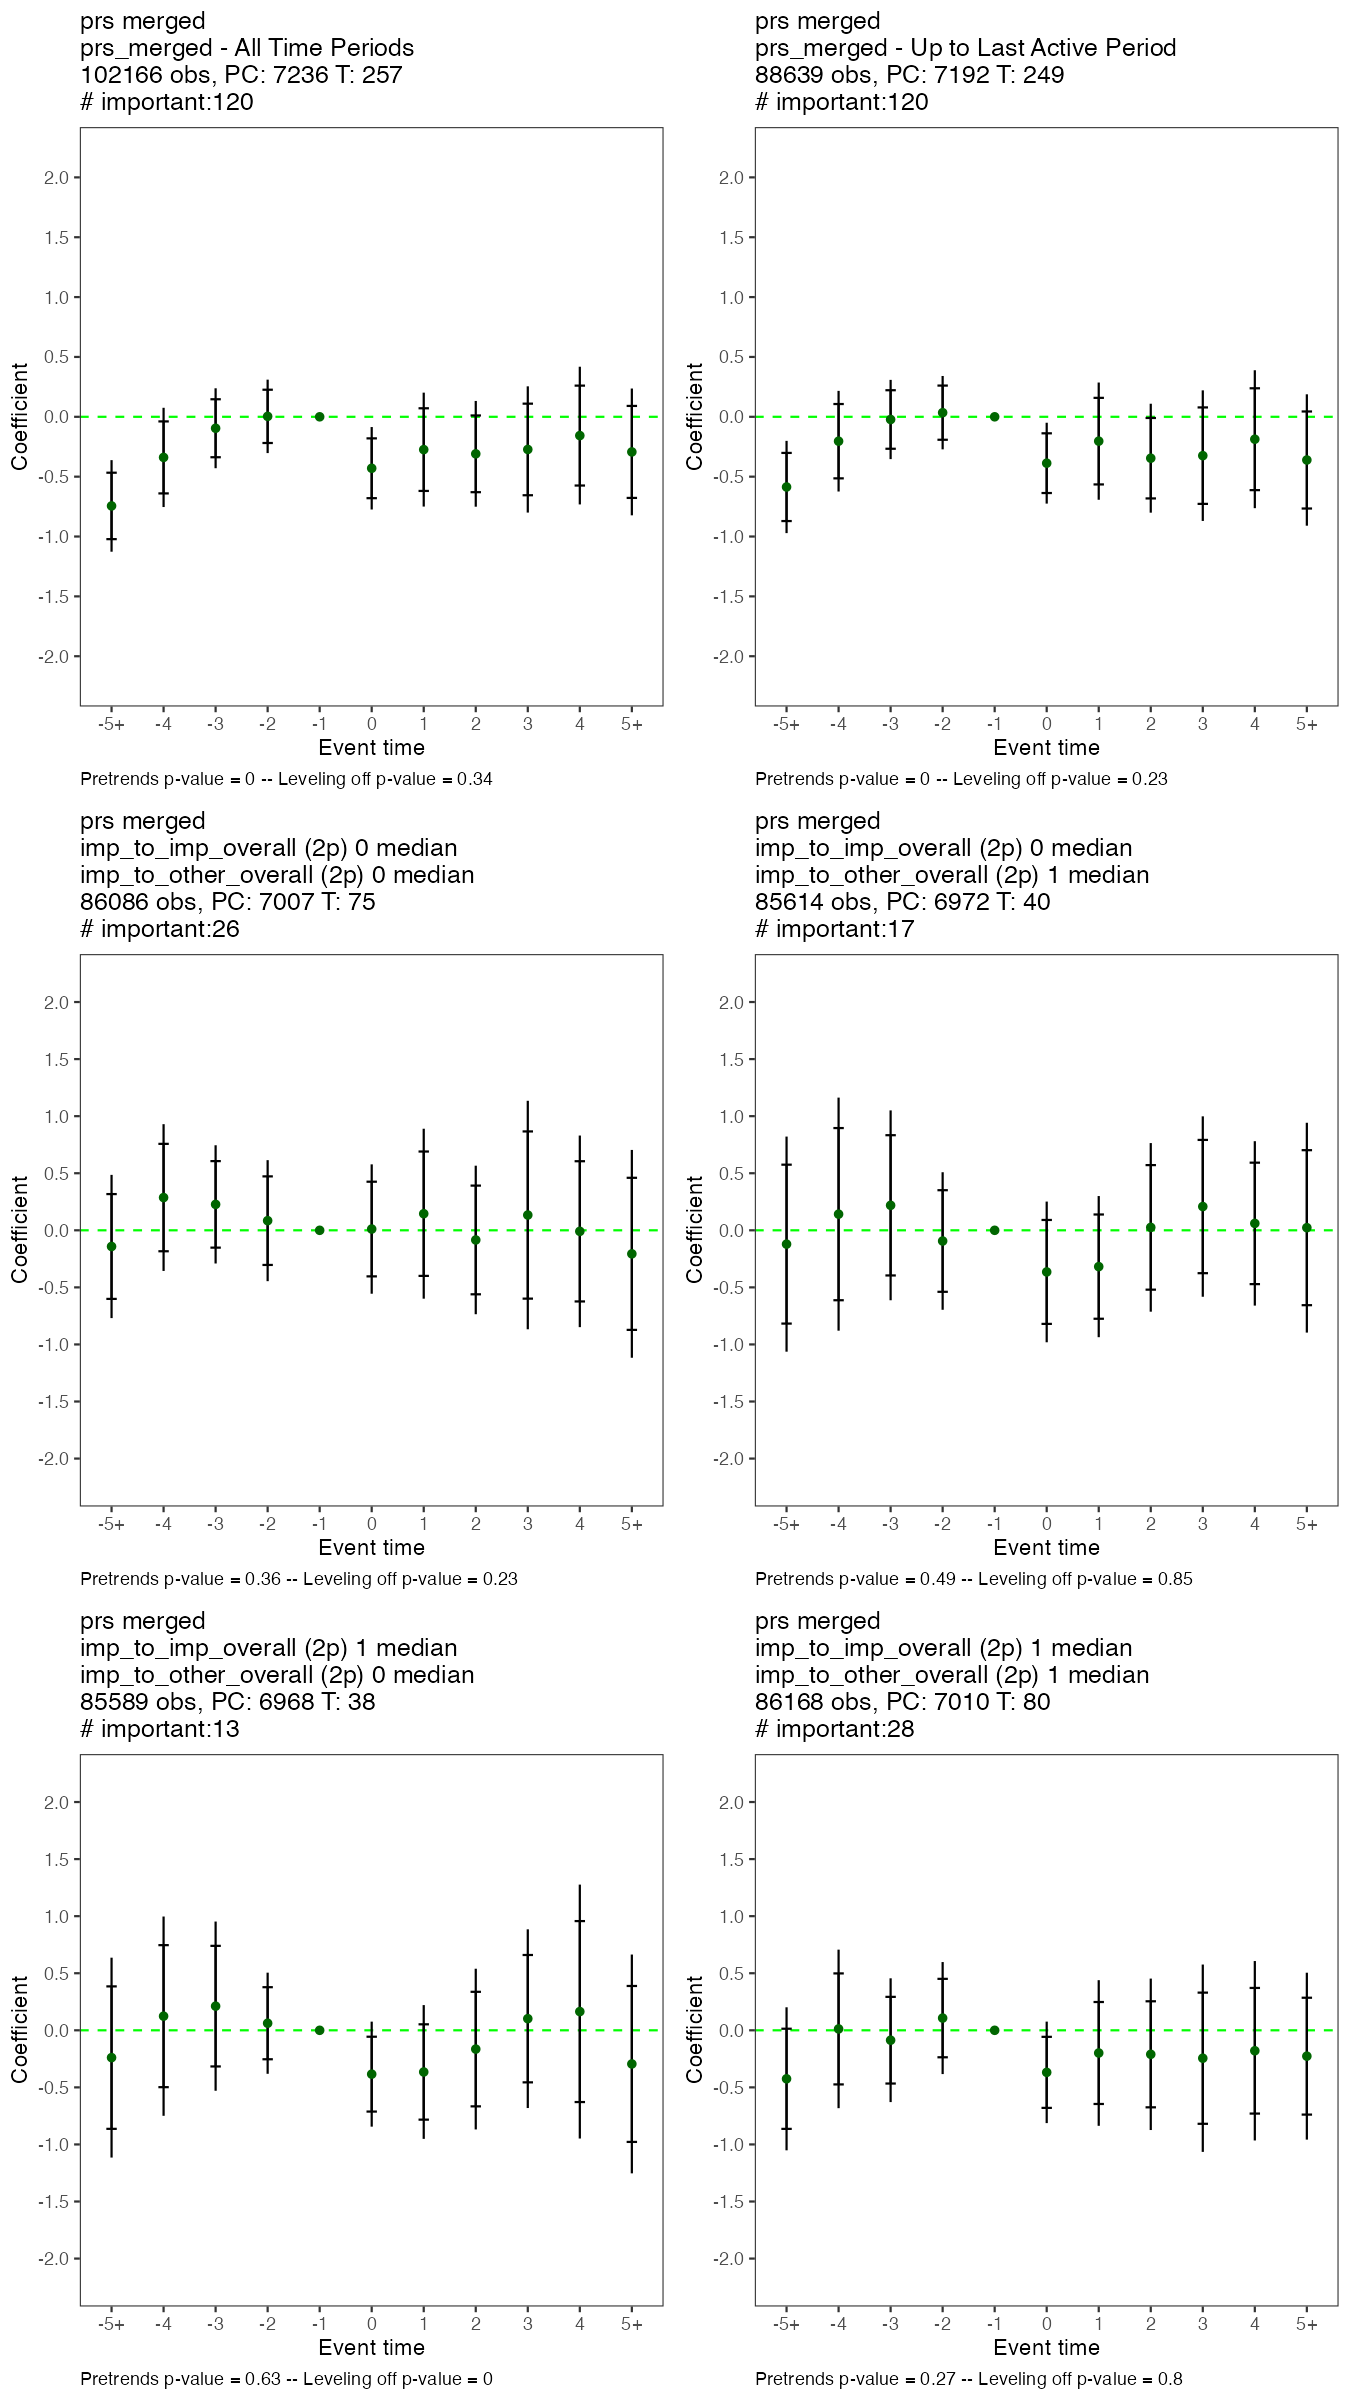 prs merged
prs_merged - All Time Periods
102166 obs, PC: 7236 T: 257
# important:120
Coefficient
2.0
1.5
1.0
0.5
0.0
-0.5
-1.0
-1.5
-2.0
-5+ -4 -3 -2 -1 0 1 2 3 4 5+
Event time
Pretrends p-value = 0 -- Leveling off p-value = 0.34
prs merged
prs_merged - Up to Last Active Period
88639 obs, PC: 7192 T: 249
# important:120
Coefficient
2.0
1.5
1.0
0.5
0.0
-0.5
-1.0
-1.5
-2.0
-5+ -4 -3 -2 -1 0 1 2 3 4 5+
Event time
Pretrends p-value = 0 -- Leveling off p-value = 0.23
prs merged
imp_to_imp_overall (2p) 0 median
imp_to_other_overall (2p) 0 median
86086 obs, PC: 7007 T: 75
# important:26
Coefficient
2.0
1.5
1.0
0.5
0.0
-0.5
-1.0
-1.5
-2.0
-5+ -4 -3 -2 -1 0 1 2 3 4 5+
Event time
Pretrends p-value = 0.36 -- Leveling off p-value = 0.23
prs merged
imp_to_imp_overall (2p) 0 median
imp_to_other_overall (2p) 1 median
85614 obs, PC: 6972 T: 40
# important:17
Coefficient
2.0
1.5
1.0
0.5
0.0
-0.5
-1.0
-1.5
-2.0
-5+ -4 -3 -2 -1 0 1 2 3 4 5+
Event time
Pretrends p-value = 0.49 -- Leveling off p-value = 0.85
prs merged
imp_to_imp_overall (2p) 1 median
imp_to_other_overall (2p) 0 median
85589 obs, PC: 6968 T: 38
# important:13
Coefficient
2.0
1.5
1.0
0.5
0.0
-0.5
-1.0
-1.5
-2.0
-5+ -4 -3 -2 -1 0 1 2 3 4 5+
Event time
Pretrends p-value = 0.63 -- Leveling off p-value = 0
prs merged
imp_to_imp_overall (2p) 1 median
imp_to_other_overall (2p) 1 median
86168 obs, PC: 7010 T: 80
# important:28
Coefficient
2.0
1.5
1.0
0.5
0.0
-0.5
-1.0
-1.5
-2.0
-5+ -4 -3 -2 -1 0 1 2 3 4 5+
Event time
Pretrends p-value = 0.27 -- Leveling off p-value = 0.8